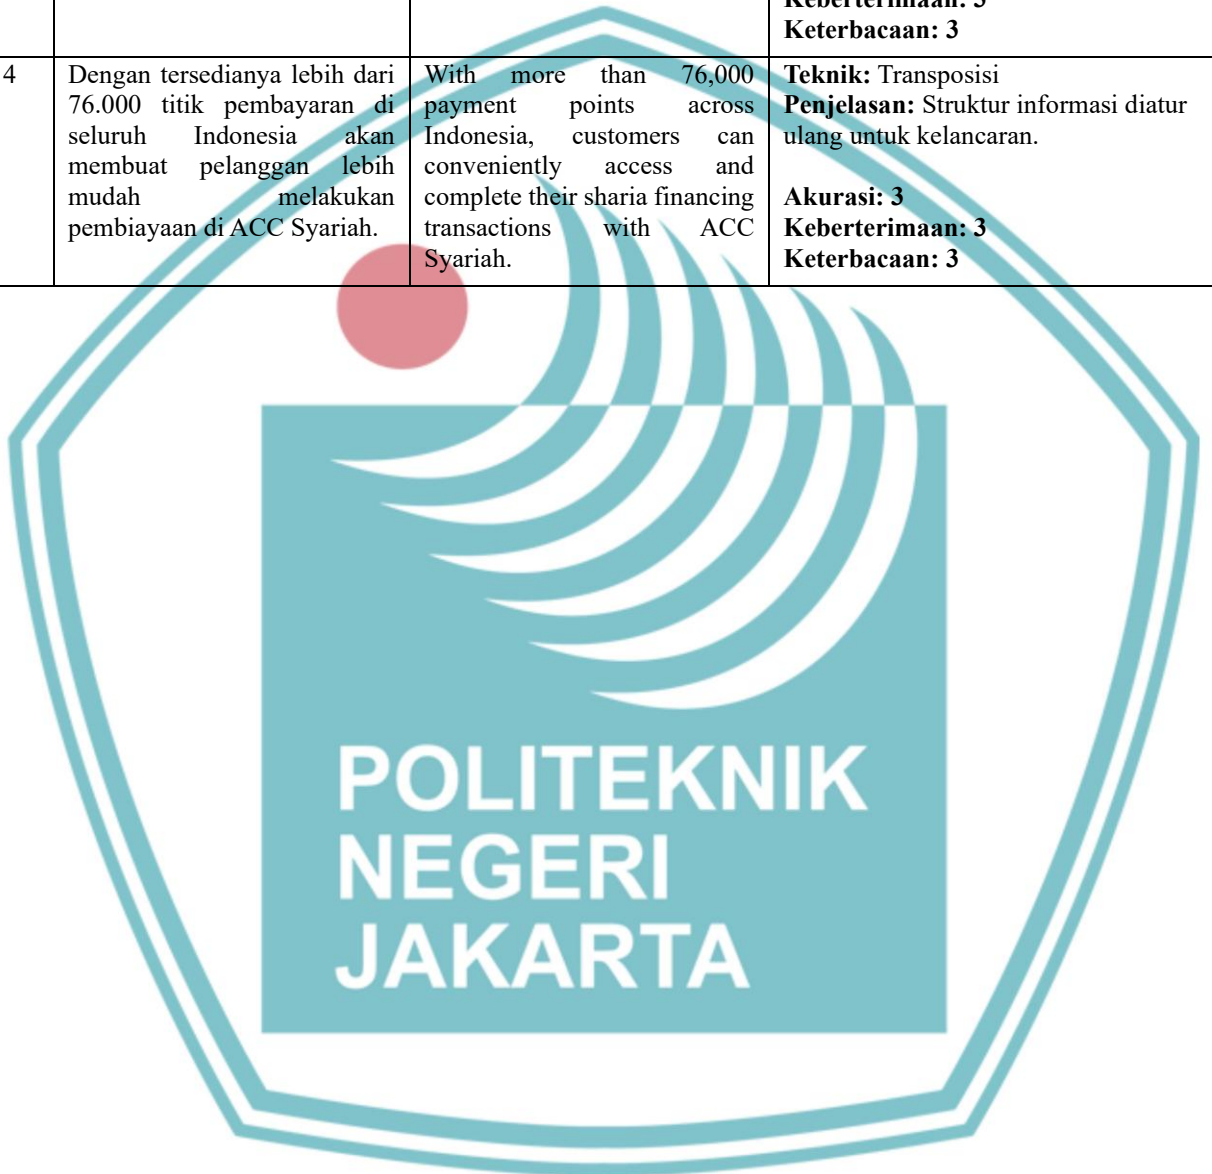 Keberterimaan: 3
Keterbacaan: 3
4
Dengan tersedianya lebih dari
76.000 titik pembayaran di
seluruh Indonesia akan
membuat pelanggan lebih
mudah melakukan
pembiayaan di ACC Syariah.
With more than 76,000
payment points across
Indonesia, customers can
conveniently access and
complete their sharia financing
transactions with ACC
Syariah.
Teknik: Transposisi
Penjelasan: Struktur informasi diatur
ulang untuk kelancaran.
Akurasi: 3
Keberterimaan: 3
Keterbacaan: 3
POLITEKNIK
NEGERI
JAKARTA